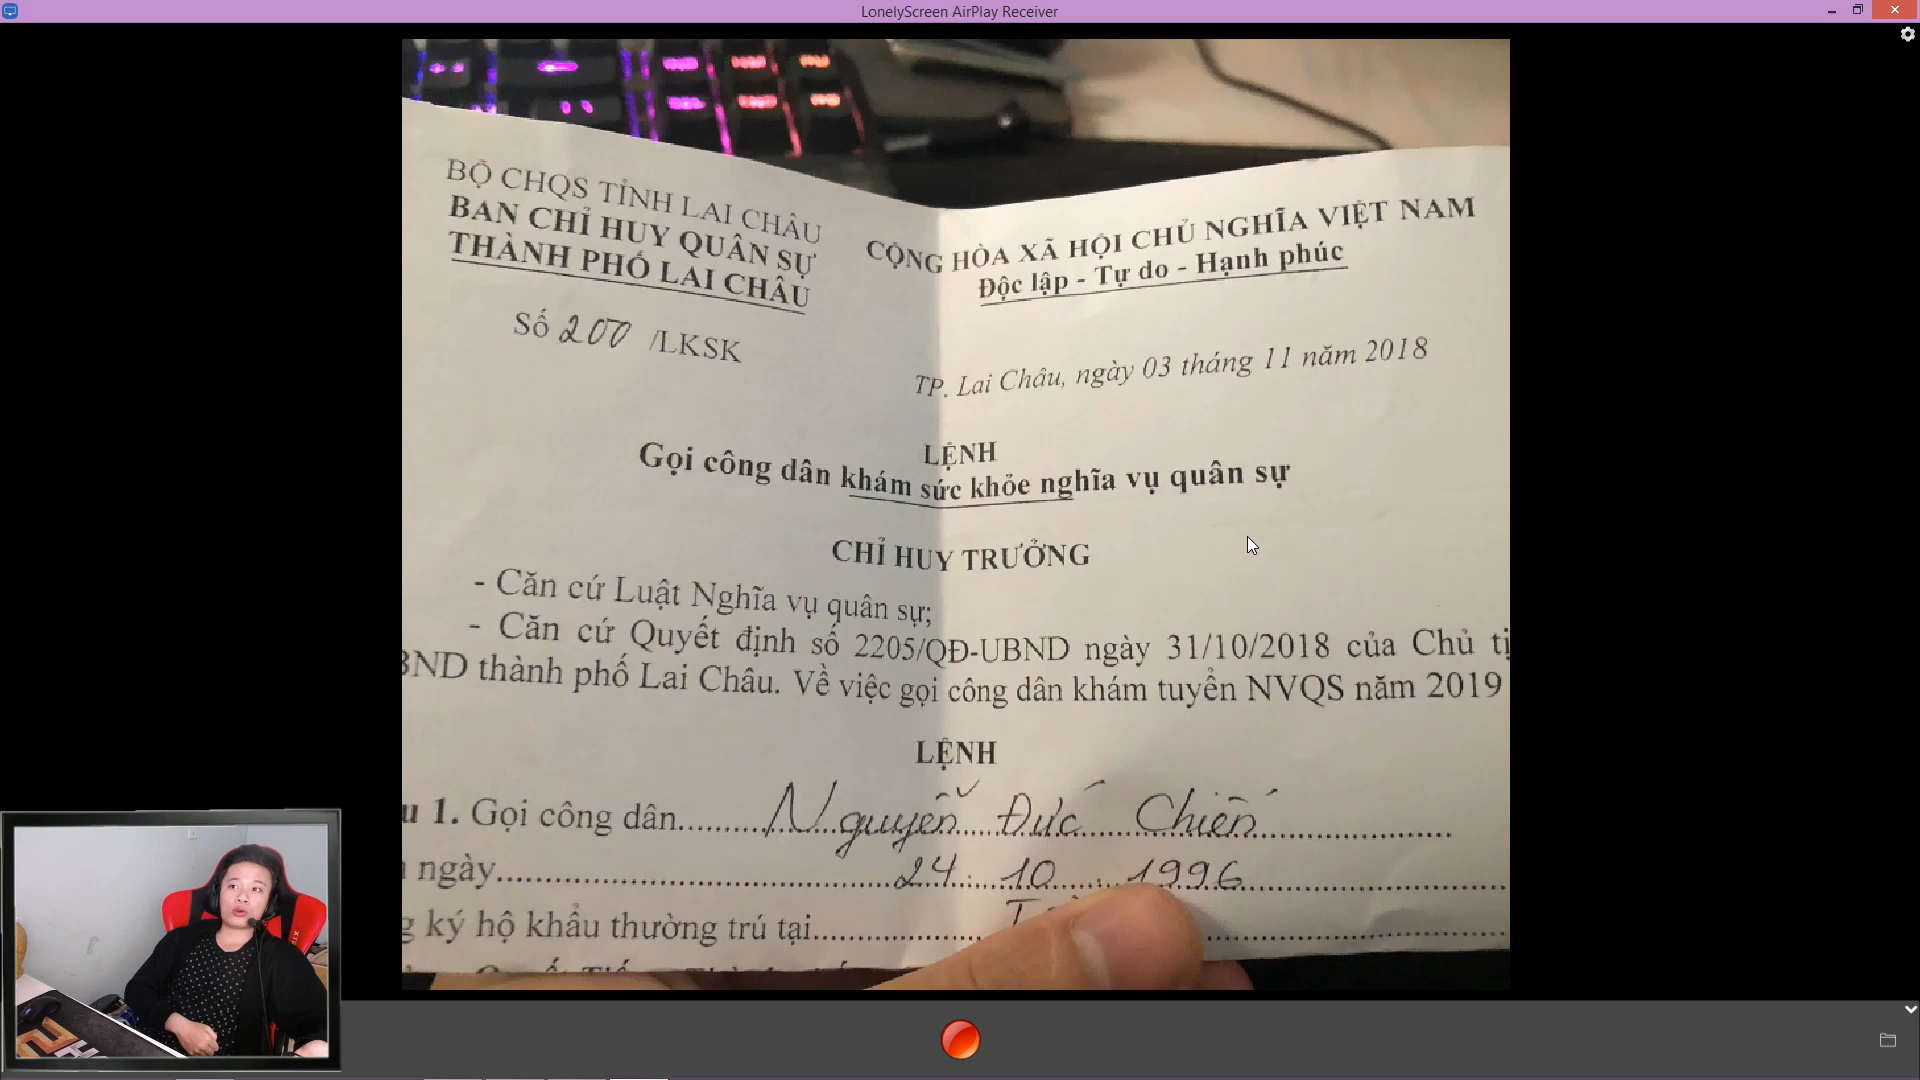 LonelyScreen AirPlay Receiver
BỘ CHQS TỈNH LAI CHÂU
BAN CHỈ HUY QUÂN SỰ
THÀNH PHỐ LAI CHÂU
Số 200 /LKSK
CỘNG HÒA XÃ HỘI CHỦ NGHĨA VIỆT NAM
Độc lập - Tự do - Hạnh phúc
TP. Lai Châu, ngày 03 tháng 11 năm 2018
LỆNH
Gọi công dân khám sức khỏe nghĩa vụ quân sự
CHỈ HUY TRƯỞNG
- Căn cứ Luật Nghĩa vụ quân sự;
- Căn cứ Quyết định số 2205/QĐ-UBND ngày 31/10/2018 của Chủ tị
BND thành phố Lai Châu. Về việc gọi công dân khám tuyển NVQS năm 2019
LỆNH
u 1. Gọi công dân.........Nguyễn Đức Chiến..................
ngày.............................24.10.1996.........................
g ký hộ khẩu thường trú tại..................................